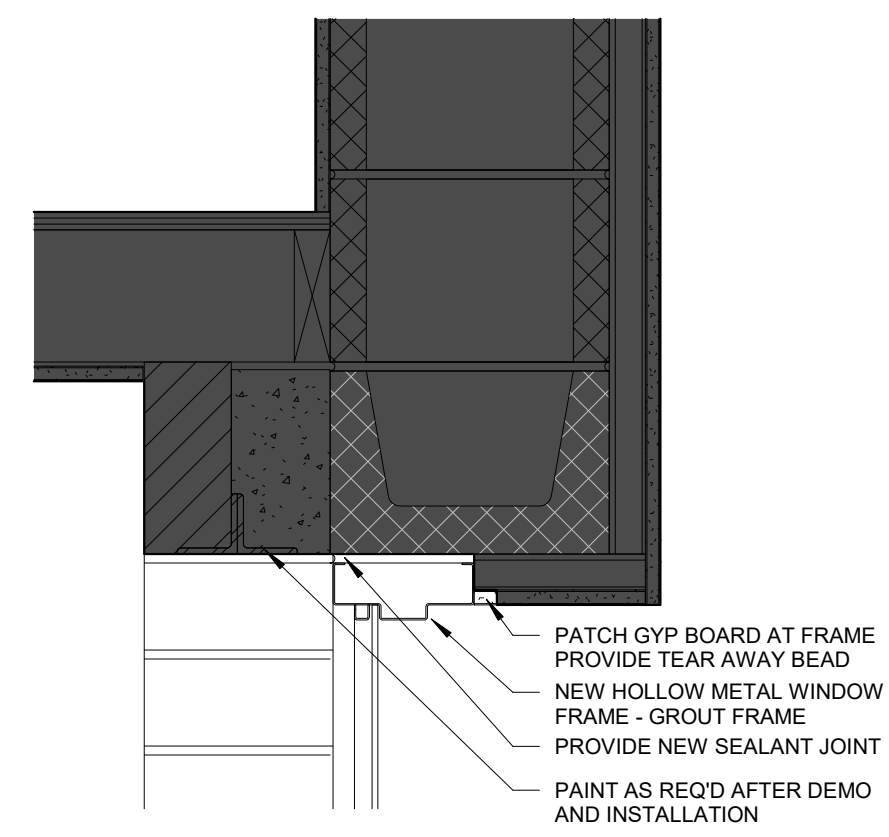 PATCH GYP BOARD AT FRAME
PROVIDE TEAR AWAY BEAD
NEW HOLLOW METAL WINDOW
FRAME - GROUT FRAME
PROVIDE NEW SEALANT JOINT
PAINT AS REQ'D AFTER DEMO
AND INSTALLATION